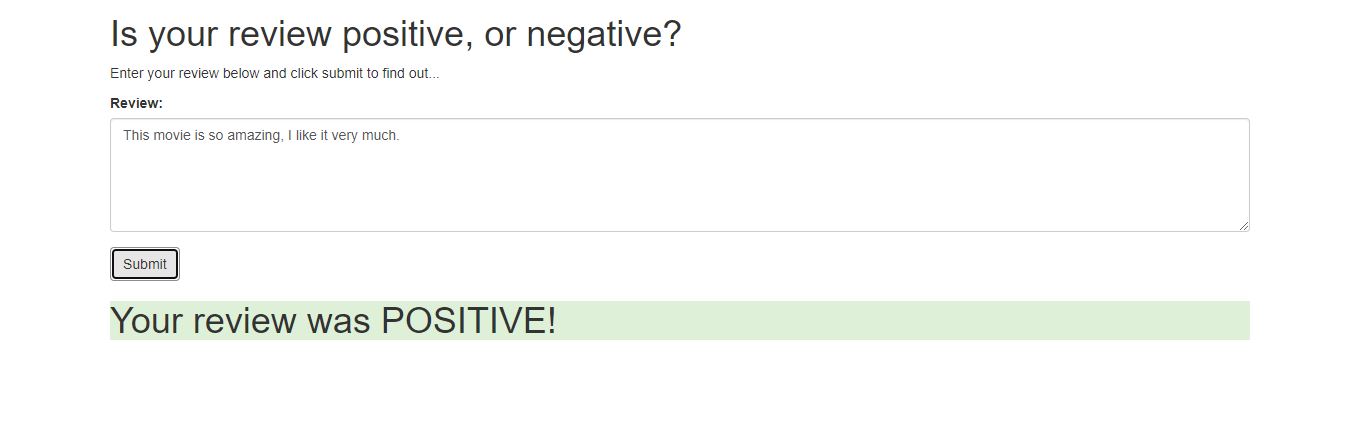 Is your review positive, or negative?
Enter your review below and click submit to find out...
Review:
This movie is so amazing, I like it very much.
Submit
Your review was POSITIVE!